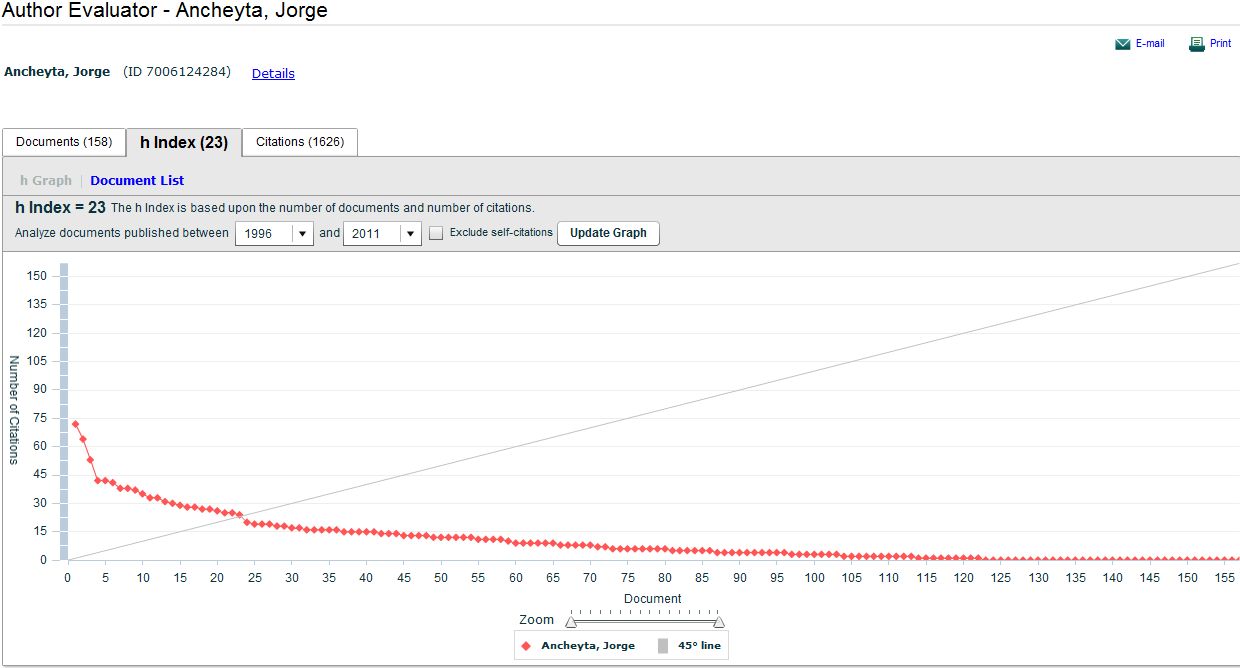 Author Evaluator - Ancheyta, Jorge
E-mail Print
Ancheyta, Jorge (ID 7006124284) Details
Documents (158) h Index (23) Citations (1626)
h Graph | Document List
h Index = 23 The h Index is based upon the number of documents and number of citations.
Analyze documents published between 1996 and 2011 Exclude self-citations Update Graph
150
135
120
105
90
75
60
45
30
15
0
Number of Citations
0 5 10 15 20 25 30 35 40 45 50 55 60 65 70 75 80 85 90 95 100 105 110 115 120 125 130 135 140 145 150 155
Document
Zoom
Ancheyta, Jorge 45° line